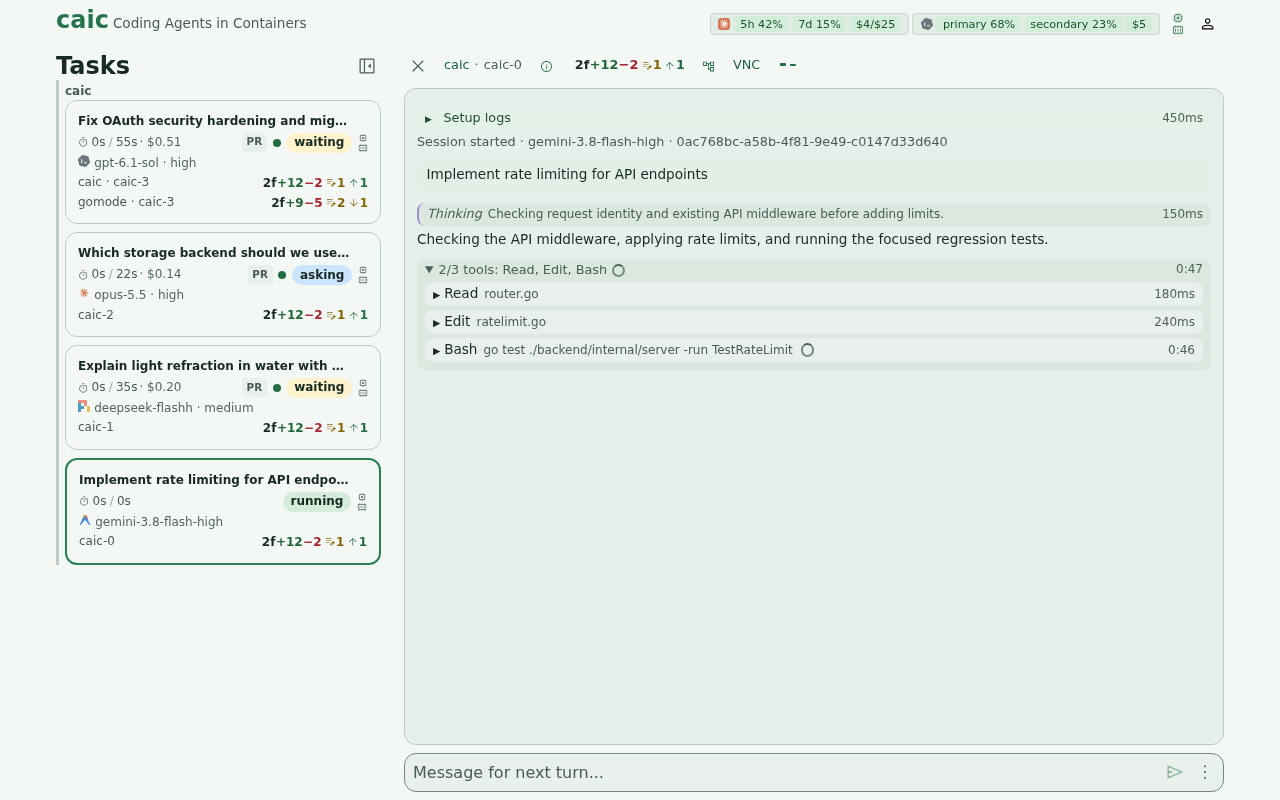 caic Coding Agents in Containers
5h 42% 7d 15% $4/$25
primary 68% secondary 23% $5
Tasks
caic
Fix OAuth security hardening and mig…
0s / 55s · $0.51 PR waiting
gpt-6.1-sol · high
caic · caic-3 2f+12−2 1 ↑1
gomode · caic-3 2f+9−5 2 ↓1
Which storage backend should we use…
0s / 22s · $0.14 PR asking
opus-5.5 · high
caic-2 2f+12−2 1 ↑1
Explain light refraction in water with …
0s / 35s · $0.20 PR waiting
deepseek-flashh · medium
caic-1 2f+12−2 1 ↑1
Implement rate limiting for API endpo…
0s / 0s running
gemini-3.8-flash-high
caic-0 2f+12−2 1 ↑1
caic · caic-0 2f+12−2 1 ↑1 VNC
▶ Setup logs 450ms
Session started · gemini-3.8-flash-high · 0ac768bc-a58b-4f81-9e49-c0147d33d640
Implement rate limiting for API endpoints
Thinking Checking request identity and existing API middleware before adding limits. 150ms
Checking the API middleware, applying rate limits, and running the focused regression tests.
▼ 2/3 tools: Read, Edit, Bash 0:47
▶ Read router.go 180ms
▶ Edit ratelimit.go 240ms
▶ Bash go test ./backend/internal/server -run TestRateLimit 0:46
Message for next turn...